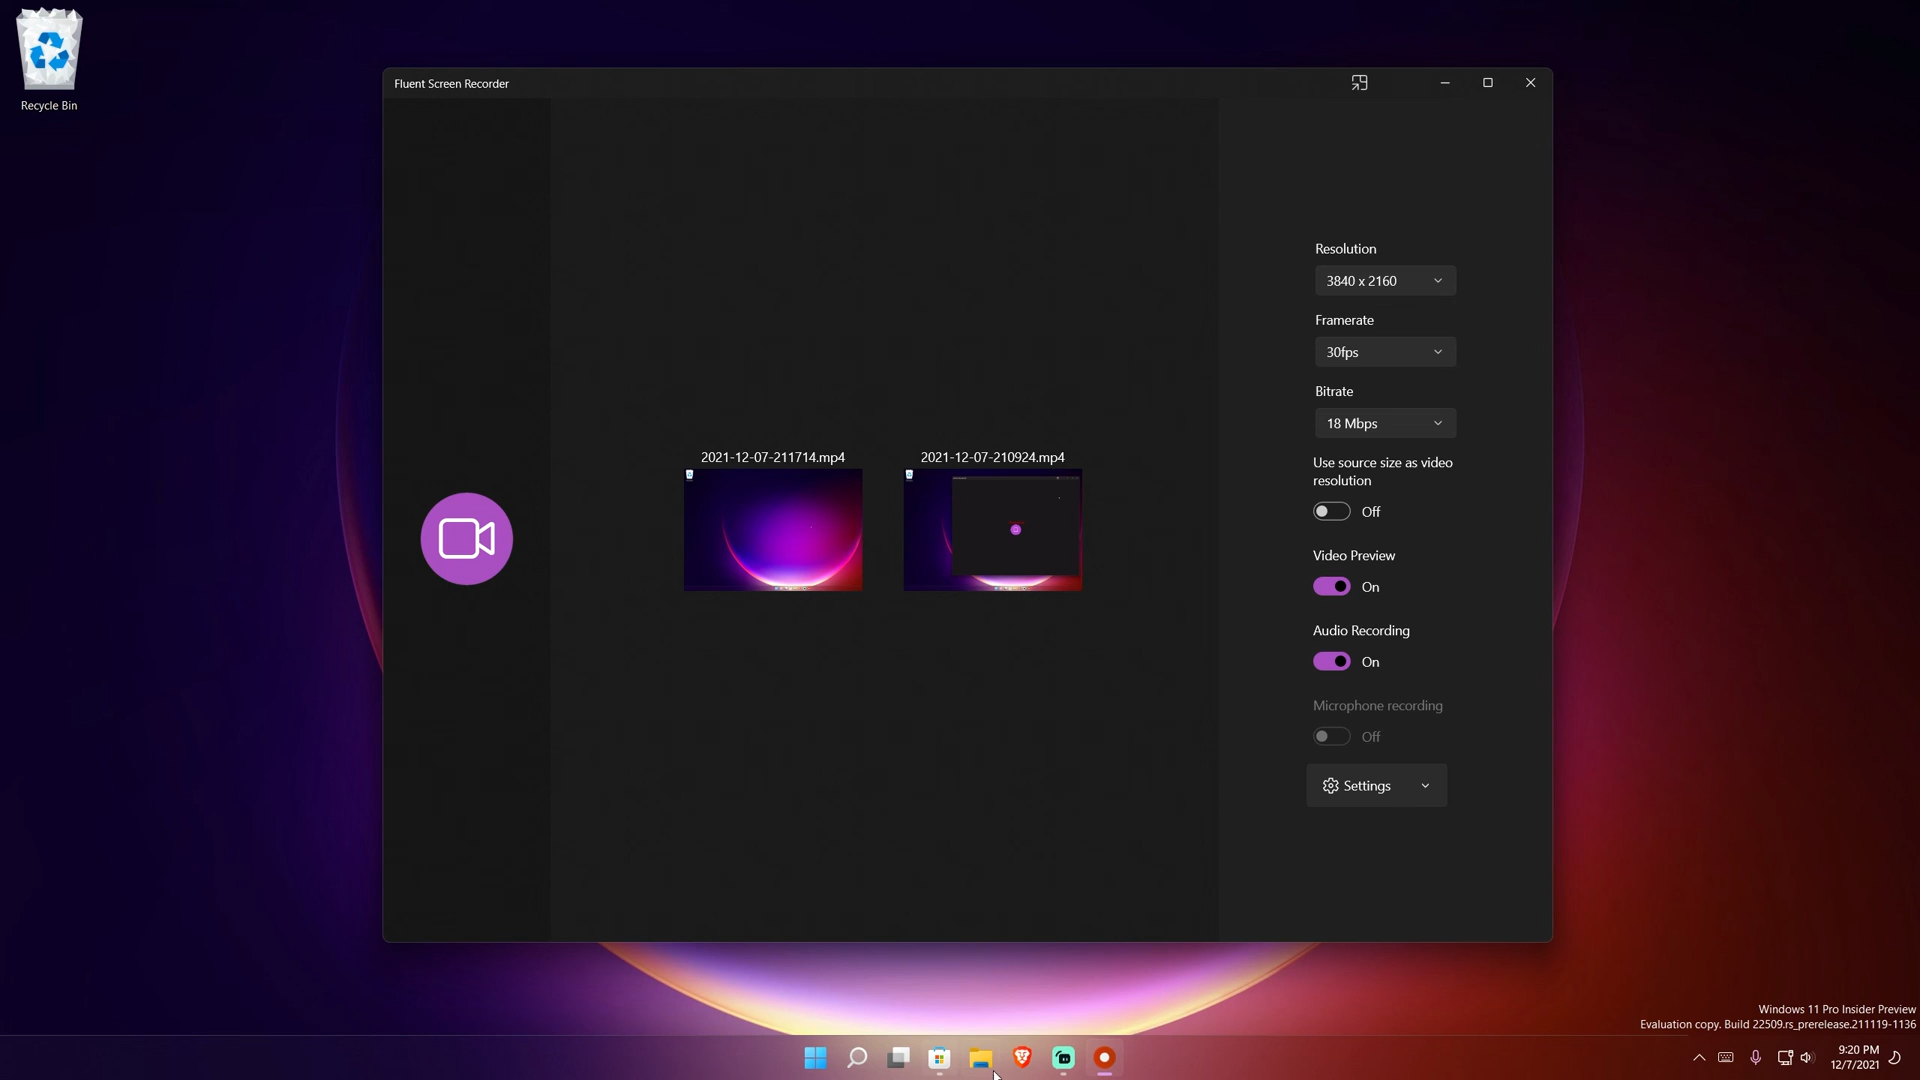 Recycle Bin
Fluent Screen Recorder
Resolution
3840 x 2160
Framerate
30fps
Bitrate
18 Mbps
2021-12-07-211714.mp4
2021-12-07-210924.mp4
Use source size as video
resolution
Off
Video Preview
On
Audio Recording
On
Microphone recording
Off
Settings
Windows 11 Pro Insider Preview
Evaluation copy. Build 22509.rs_prerelease.211119-1136
9:20 PM
12/7/2021